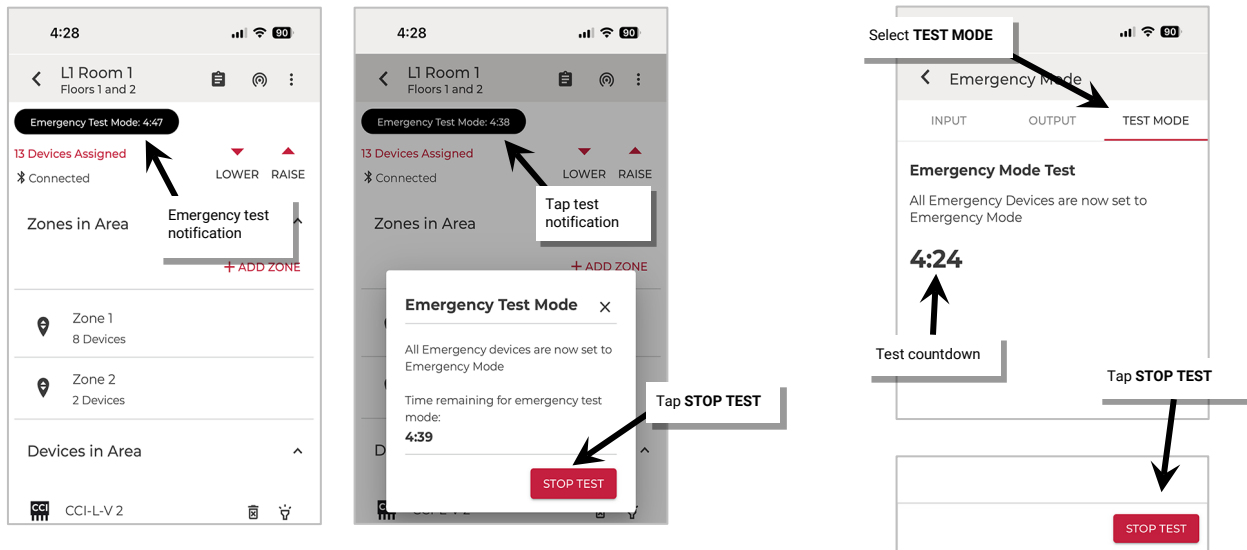 4:28
90
L1 Room 1
Floors 1 and 2
Emergency Test Mode: 4:47
13 Devices Assigned
Connected
LOWER
RAISE
Zones in Area
Emergency test
notification
+ ADD ZONE
Zone 1
8 Devices
Zone 2
2 Devices
Devices in Area
CCI
CCI-L-V 2
4:28
90
L1 Room 1
Floors 1 and 2
Emergency Test Mode: 4:38
13 Devices Assigned
Connected
LOWER
RAISE
Tap test
notification
Zones in Area
+ ADD ZONE
Emergency Test Mode
All Emergency devices are now set to
Emergency Mode
Time remaining for emergency test
mode:
4:39
STOP TEST
Tap STOP TEST
Select TEST MODE
90
Emergency Mode
INPUT
OUTPUT
TEST MODE
Emergency Mode Test
All Emergency Devices are now set to
Emergency Mode
4:24
Test countdown
Tap STOP TEST
STOP TEST